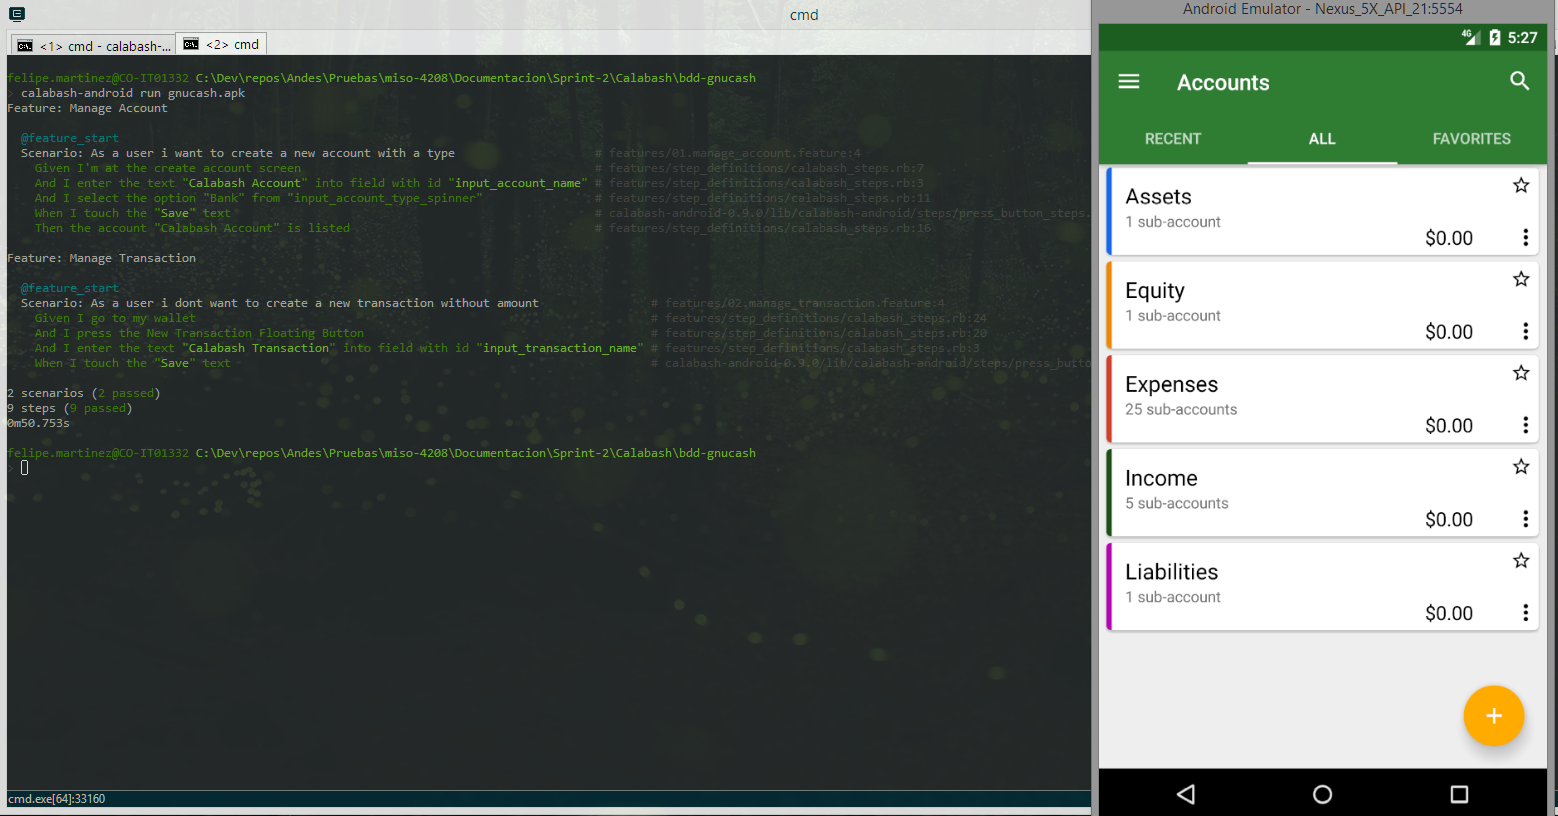 cmd
<1> cmd - calabash-...
<2> cmd
felipe.martinez@CO-IT01332 C:\Dev\repos\Andes\Pruebas\miso-4208\Documentacion\Sprint-2\Calabash\bdd-gnucash
calabash-android run gnucash.apk
Feature: Manage Account
@feature_start
Scenario: As a user i want to create a new account with a type # features/01.manage_account.feature:4
Given I'm at the create account screen # features/step_definitions/calabash_steps.rb:7
And I enter the text "Calabash Account" into field with id "input_account_name" # features/step_definitions/calabash_steps.rb:3
And I select the option "Bank" from "input_account_type_spinner" # features/step_definitions/calabash_steps.rb:11
When I touch the "Save" text # calabash-android-0.9.0/lib/calabash-android/steps/press_button_steps.
Then the account "Calabash Account" is listed # features/step_definitions/calabash_steps.rb:16
Feature: Manage Transaction
@feature_start
Scenario: As a user i dont want to create a new transaction without amount # features/02.manage_transaction.feature:4
Given I go to my wallet # features/step_definitions/calabash_steps.rb:24
And I press the New Transaction Floating Button # features/step_definitions/calabash_steps.rb:20
And I enter the text "Calabash Transaction" into field with id "input_transaction_name" # features/step_definitions/calabash_steps.rb:3
When I touch the "Save" text # calabash-android-0.9.0/lib/calabash-android/steps/press_butto
2 scenarios (2 passed)
9 steps (9 passed)
0m50.753s
felipe.martinez@CO-IT01332 C:\Dev\repos\Andes\Pruebas\miso-4208\Documentacion\Sprint-2\Calabash\bdd-gnucash
cmd.exe[64]:33160
Android Emulator - Nexus_5X_API_21:5554
4G 5:27
Accounts
RECENT ALL FAVORITES
Assets
1 sub-account
$0.00
Equity
1 sub-account
$0.00
Expenses
25 sub-accounts
$0.00
Income
5 sub-accounts
$0.00
Liabilities
1 sub-account
$0.00